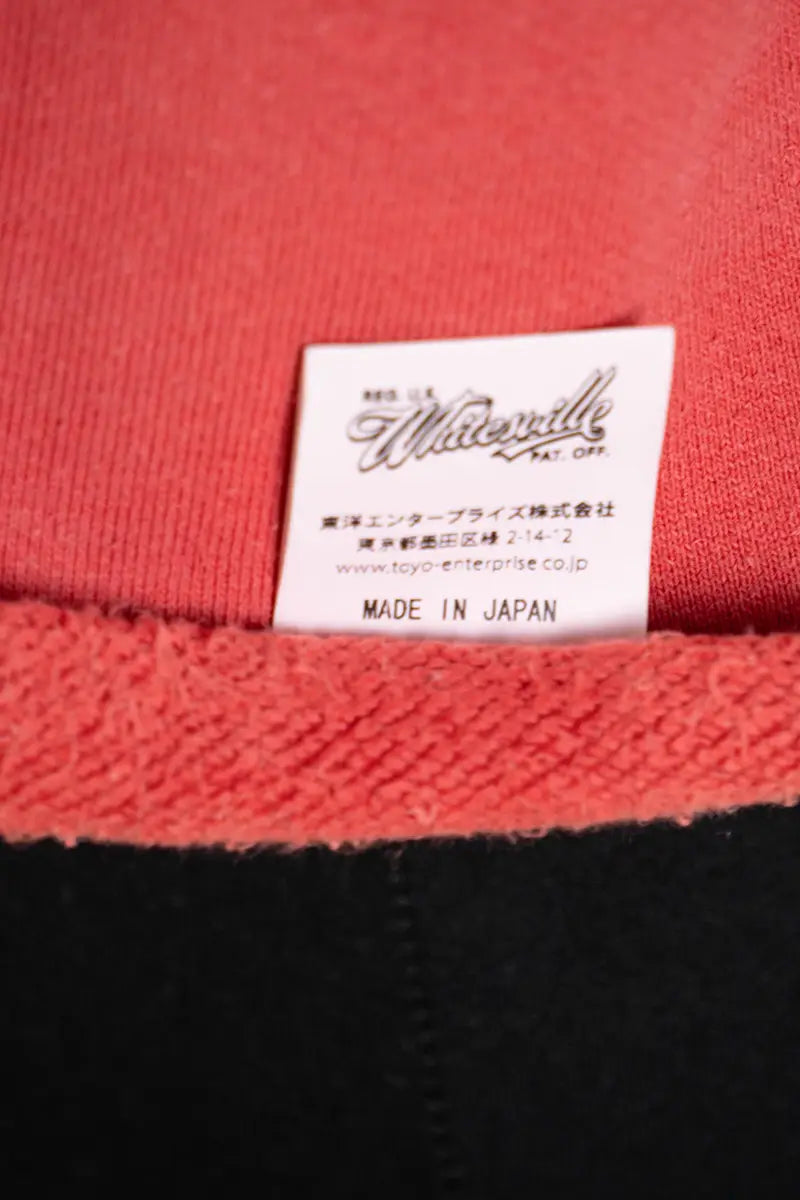 REG. U.S.
Whitesville
PAT. OFF.
東洋エンタープライズ株式会社
東京都墨田区緑 2-14-12
www.toyo-enterprise.co.jp
MADE IN JAPAN